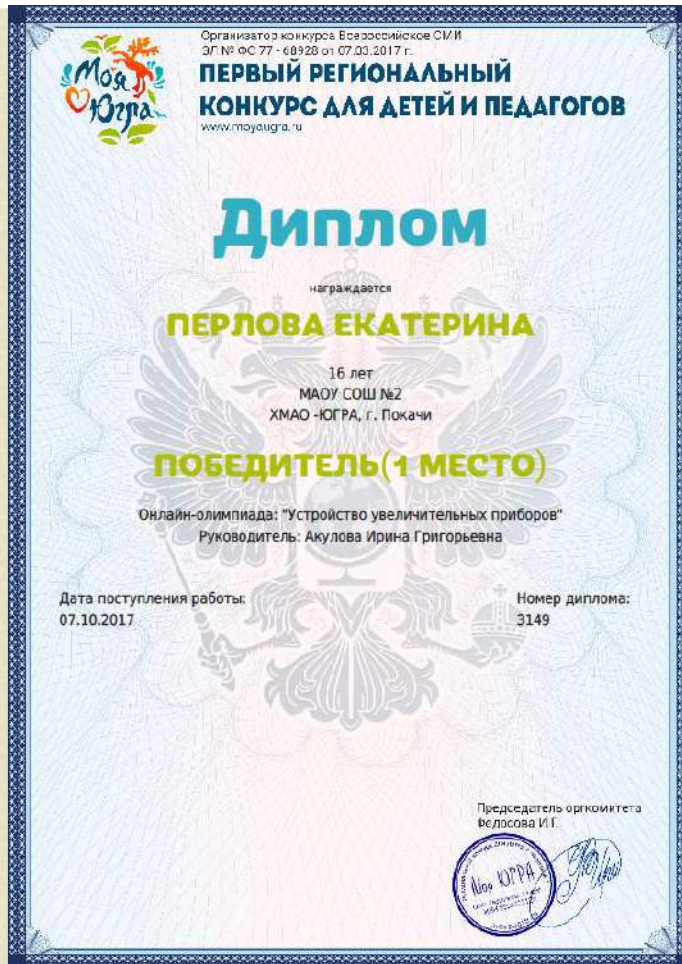 Моя
Югра
Организатор конкурса Всероссийское СМИ
ЭЛ № ФС 77 - 68928 от 07.03.2017 г.
ПЕРВЫЙ РЕГИОНАЛЬНЫЙ
КОНКУРС ДЛЯ ДЕТЕЙ И ПЕДАГОГОВ
www.moyaugra.ru
Диплом
награждается
ПЕРЛОВА ЕКАТЕРИНА
16 лет
МАОУ СОШ №2
ХМАО -ЮГРА, г. Покачи
ПОБЕДИТЕЛЬ(1 МЕСТО)
Онлайн-олимпиада: "Устройство увеличительных приборов"
Руководитель: Акулова Ирина Григорьевна
Дата поступления работы:
07.10.2017
Номер диплома:
3149
Председатель оргкомитета
Федосова И.Г.
Моя ЮГРА